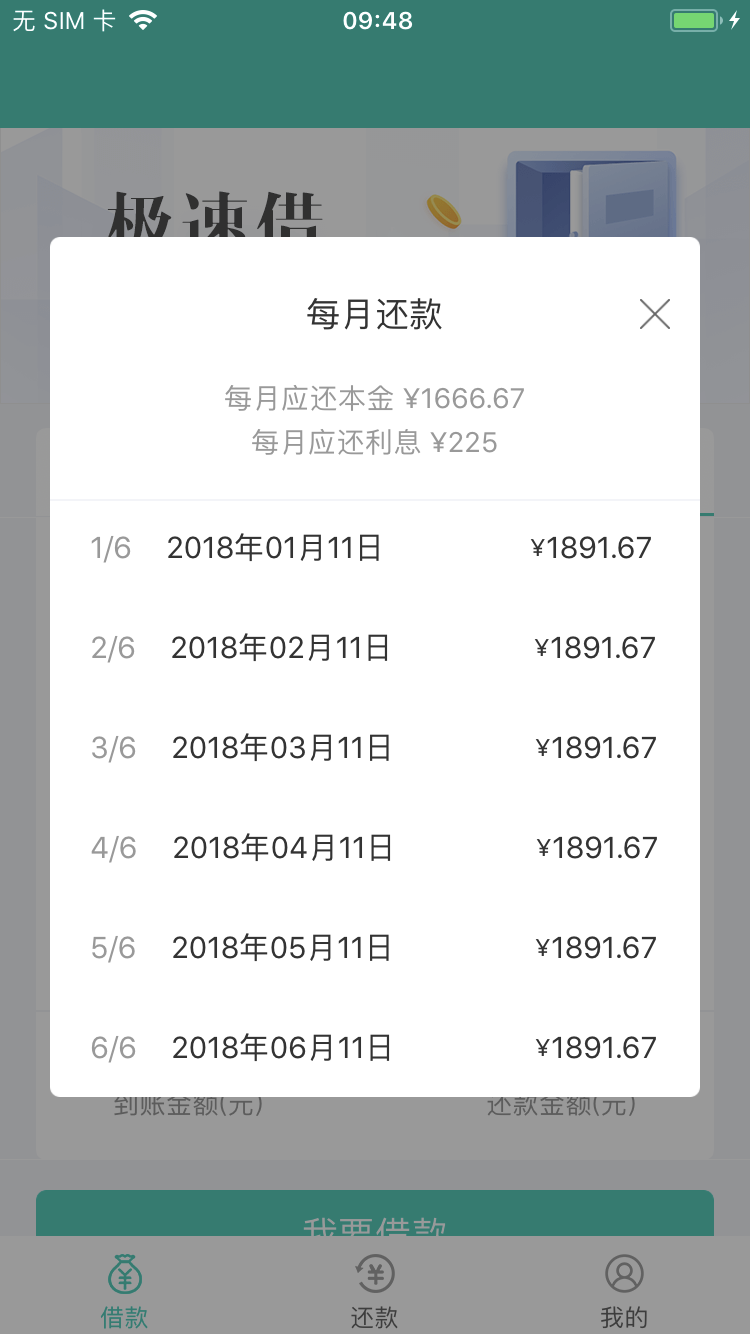 无 SIM 卡 09:48
极速借
每月还款
每月应还本金 ¥1666.67
每月应还利息 ¥225
1/6 2018年01月11日 ¥1891.67
2/6 2018年02月11日 ¥1891.67
3/6 2018年03月11日 ¥1891.67
4/6 2018年04月11日 ¥1891.67
5/6 2018年05月11日 ¥1891.67
6/6 2018年06月11日 ¥1891.67
到账金额(元) 还款金额(元)
我要借款
借款 还款 我的